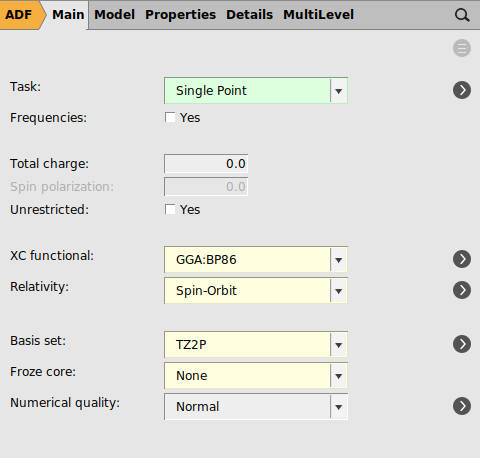 ADF Main Model Properties Details MultiLevel
Task: Single Point
Frequencies: Yes
Total charge: 0.0
Spin polarization: 0.0
Unrestricted: Yes
XC functional: GGA:BP86
Relativity: Spin-Orbit
Basis set: TZ2P
Froze core: None
Numerical quality: Normal